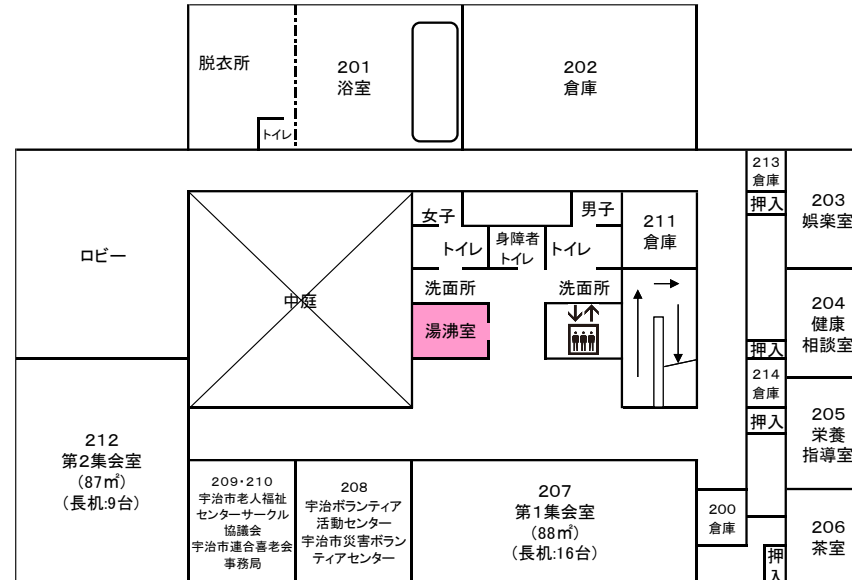 脱衣所
トイレ
201
浴室
202
倉庫
213
倉庫
押入
203
娯楽室
ロビー
中庭
女子
トイレ
身障者
トイレ
男子
トイレ
211
倉庫
洗面所
洗面所
湯沸室
押入
204
健康
相談室
214
倉庫
押入
205
栄養
指導室
212
第2集会室
(87㎡)
(長机:9台)
209・210
宇治市老人福祉
センターサークル
協議会
宇治市連合喜老会
事務局
208
宇治ボランティア
活動センター
宇治市災害ボラン
ティアセンター
207
第1集会室
(88㎡)
(長机:16台)
200
倉庫
押
入
206
茶室